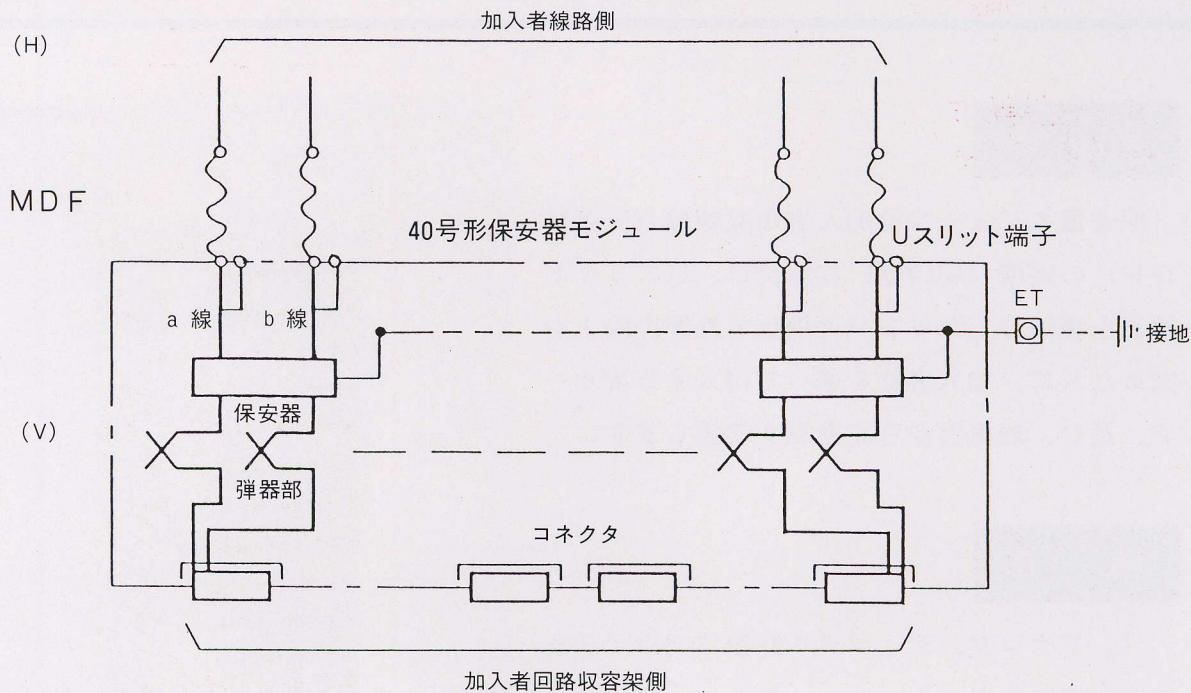 加入者線路側
(H)
MDF
40号形保安器モジュール
Uスリット端子
ET
a 線
b 線
接地
保安器
(V)
弾器部
コネクタ
加入者回路収容架側